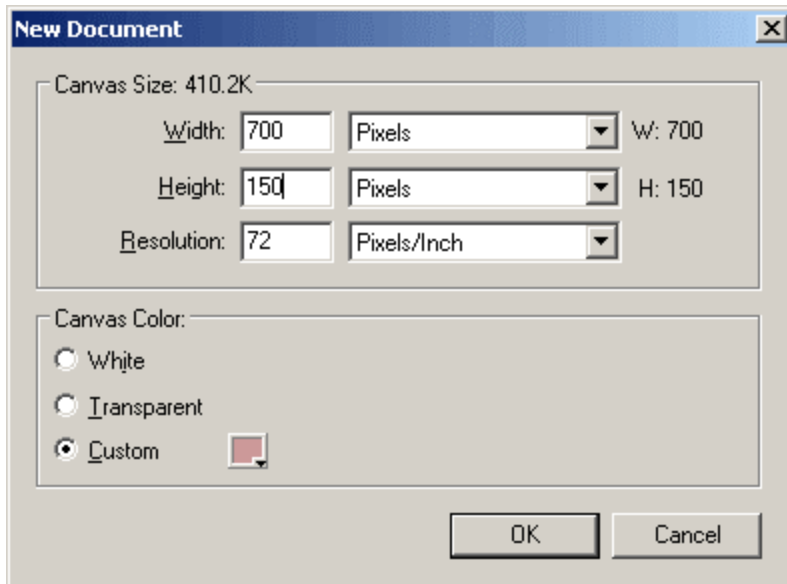 New Document
Canvas Size: 410.2K
Width: 700 Pixels W: 700
Height: 150 Pixels H: 150
Resolution: 72 Pixels/Inch
Canvas Color:
White
Transparent
Custom
OK Cancel